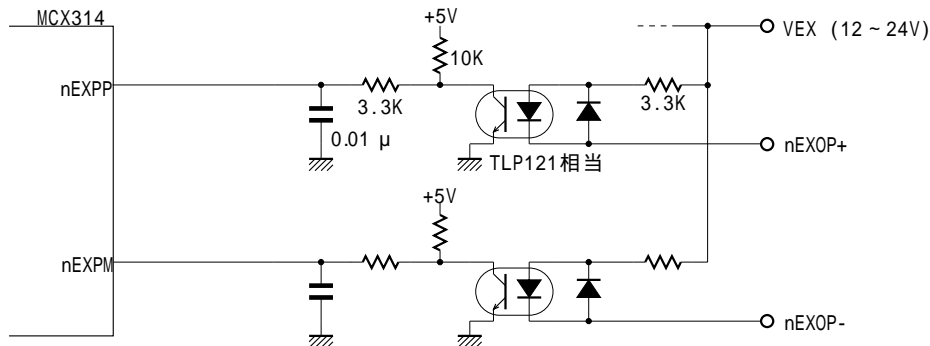 MCX314
+5V
VEX (12～24V)
10K
nEXPP
3.3K
3.3K
0.01 μ
nEXOP+
TLP121相当
+5V
nEXPM
nEXOP-